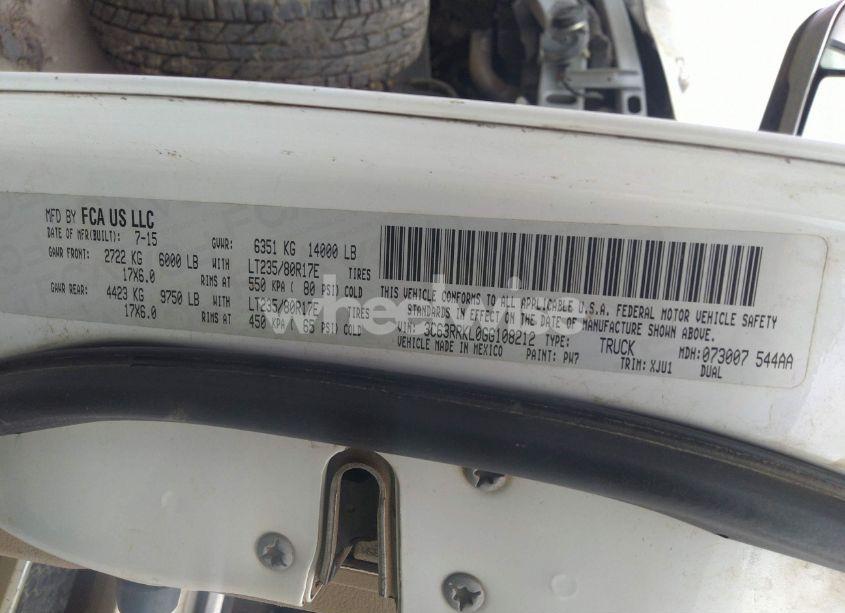 MFD BY FCA US LLC
DATE OF MFR(BUILT): 7-15 GVWR: 6351 KG 14000 LB
GAWR FRONT: 2722 KG 6000 LB WITH LT235/80R17E TIRES
17X6.0 RIMS AT 550 KPA ( 80 PSI) COLD
GAWR REAR: 4423 KG 9750 LB WITH LT235/80R17E TIRES
17X6.0 RIMS AT 450 KPA ( 65 PSI) COLD
THIS VEHICLE CONFORMS TO ALL APPLICABLE U.S.A. FEDERAL MOTOR VEHICLE SAFETY
STANDARDS IN EFFECT ON THE DATE OF MANUFACTURE SHOWN ABOVE.
VIN: 3C63RRKL0GG108212 TYPE: TRUCK MDH: 073007 544AA
VEHICLE MADE IN MEXICO PAINT: PW7 TRIM: XJU1 DUAL
wheelwise